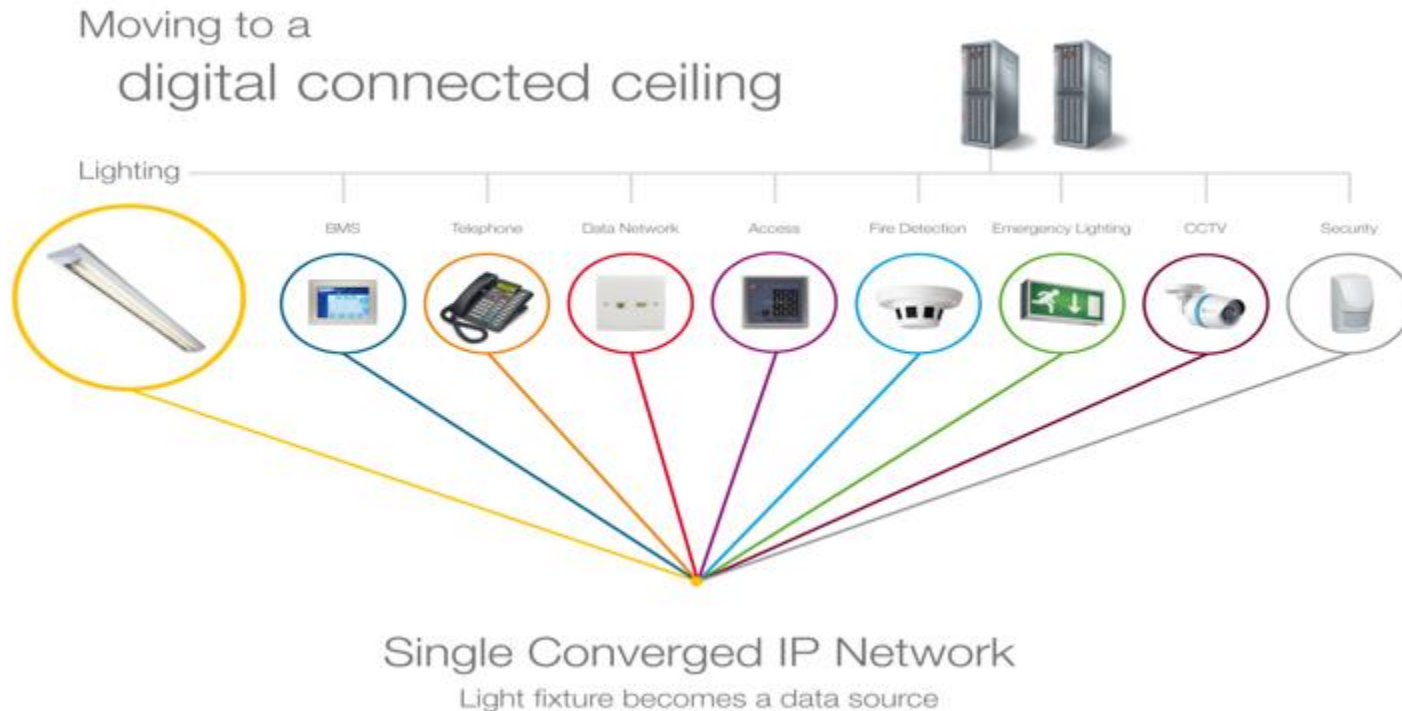 Moving to a
digital connected ceiling
Lighting
BMS
Telephone
Data Network
Access
Fire Detection
Emergency Lighting
CCTV
Security
Single Converged IP Network
Light fixture becomes a data source